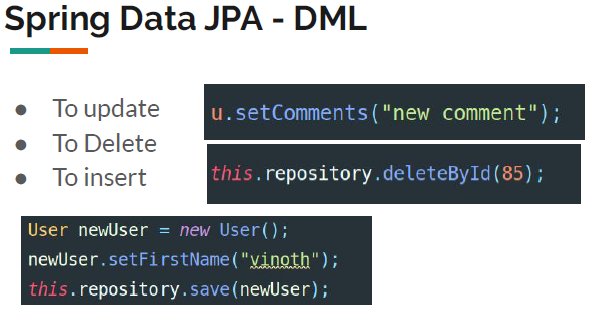 Spring Data JPA - DML
● To update
● To Delete
● To insert
u.setComments("new comment");
this.repository.deleteById(85);
User newUser = new User();
newUser.setFirstName("vinoth");
this.repository.save(newUser);